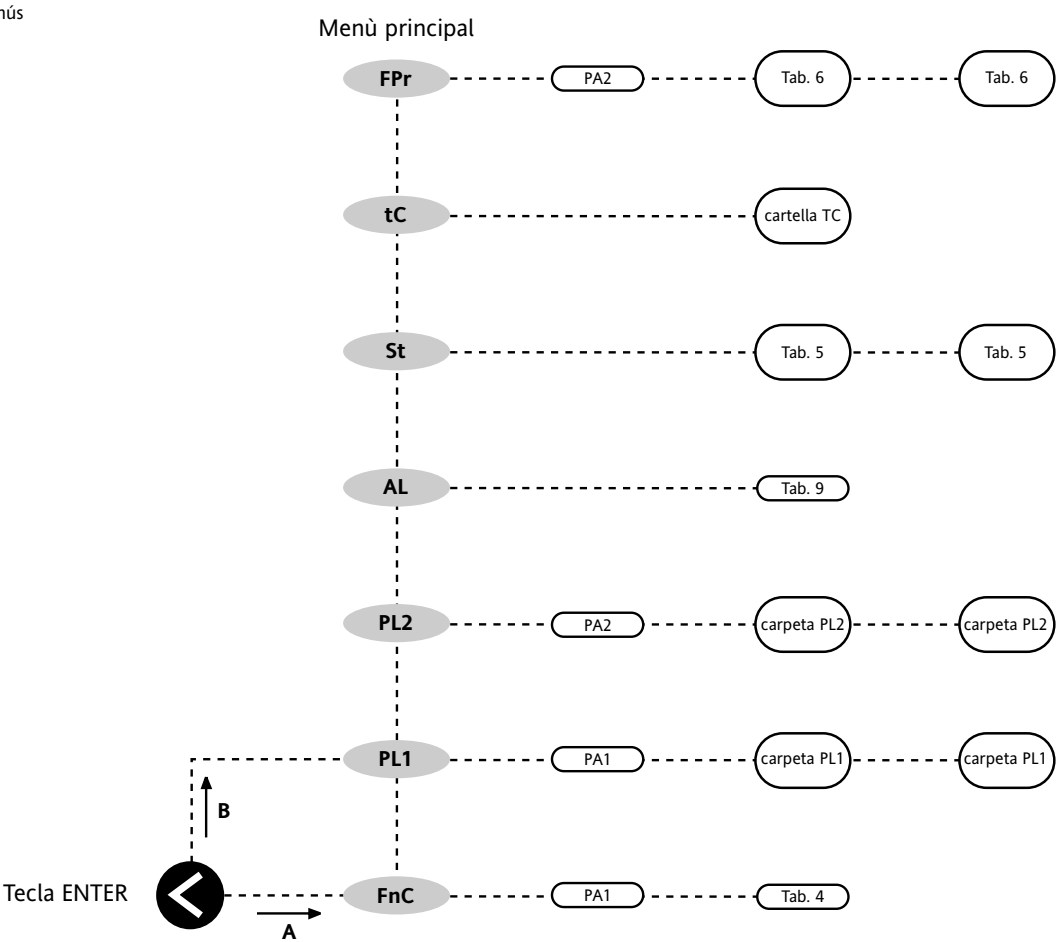 nús
Menù principal
FPr PA2 Tab. 6 Tab. 6
tC cartella TC
St Tab. 5 Tab. 5
AL Tab. 9
PL2 PA2 carpeta PL2 carpeta PL2
PL1 PA1 carpeta PL1 carpeta PL1
B
Tecla ENTER FnC PA1 Tab. 4
A